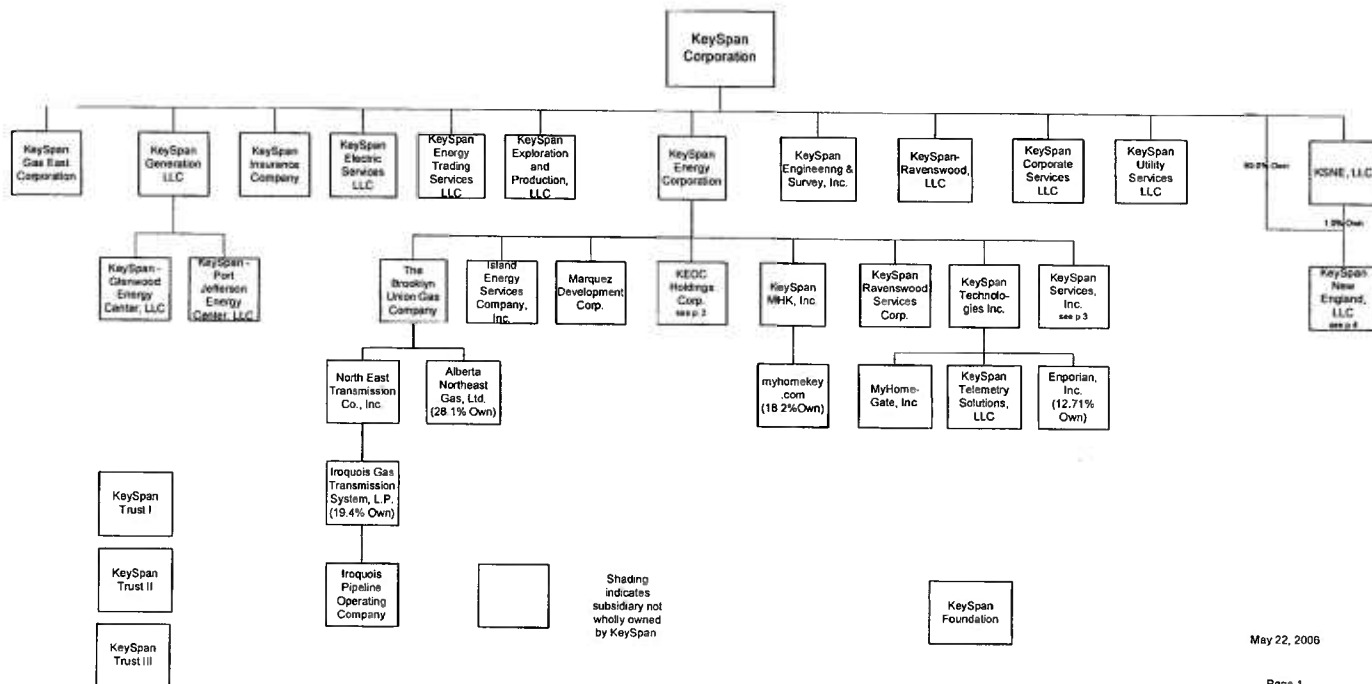 KeySpan
Corporation
KeySpan
Gas East
Corporation
KeySpan
Generation
LLC
KeySpan
Insurance
Company
KeySpan
Electric
Services
LLC
KeySpan
Energy
Trading
Services
LLC
KeySpan
Exploration
and
Production,
LLC
KeySpan
Energy
Corporation
KeySpan
Engineering &
Survey, Inc.
KeySpan-
Ravenswood,
LLC
KeySpan
Corporate
Services
LLC
KeySpan
Utility
Services
LLC
Own
KSNE, LLC
Own
KeySpan -
Glenwood
Energy
Center, LLC
KeySpan -
Port
Jefferson
Energy
Center, LLC
The
Brooklyn
Union Gas
Company
Island
Energy
Services
Company,
Inc.
Marquez
Development
Corp.
KEDC
Holdings
Corp.
see p
KeySpan
MHK, Inc
KeySpan
Ravenswood
Services
Corp.
KeySpan
Technolo-
gies Inc.
KeySpan
Services,
Inc.
see p 3
KeySpan
New
England,
LLC
see p
North East
Transmission
Co., Inc
Alberta
Northeast
Gas, Ltd.
(28.1% Own)
myhomekey
.com
(18 2%Own)
MyHome-
Gate, Inc
KeySpan
Telemetry
Solutions,
LLC
Enporian,
Inc.
(12.71%
Own)
Iroquois Gas
Transmission
System, L.P.
(19.4% Own)
KeySpan
Trust I
KeySpan
Trust II
KeySpan
Trust III
Iroquois
Pipeline
Operating
Company
Shading
indicates
subsidiary not
wholly owned
by KeySpan
KeySpan
Foundation
May 22, 2006
Page 1